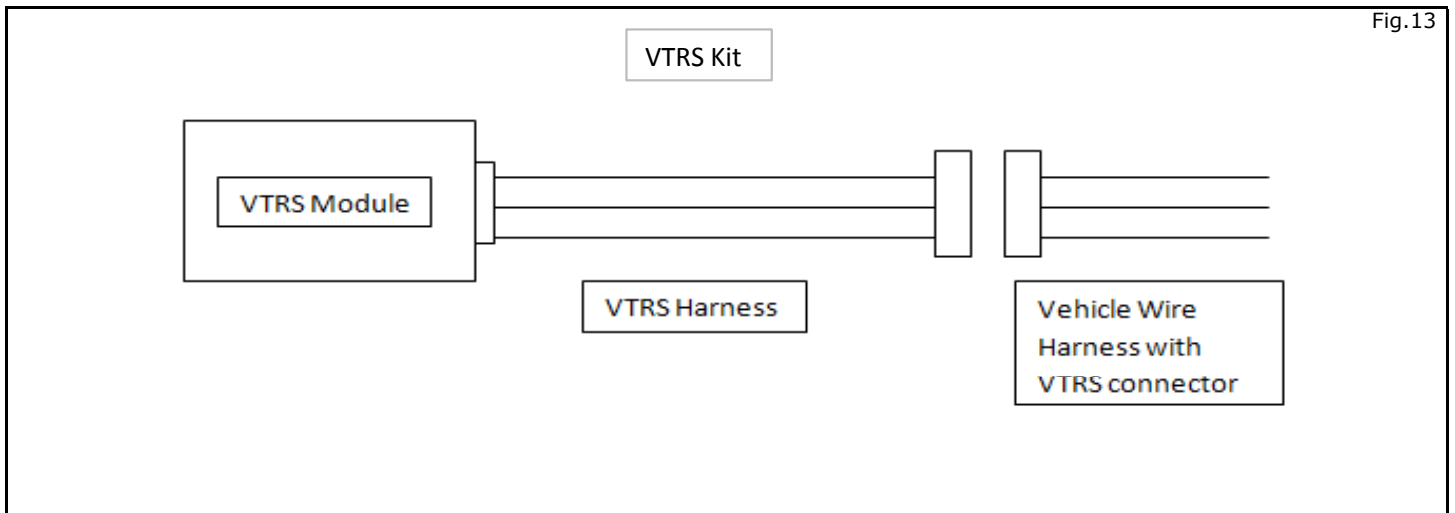 Fig.13
VTRS Kit
VTRS Module
VTRS Harness
Vehicle Wire
Harness with
VTRS connector